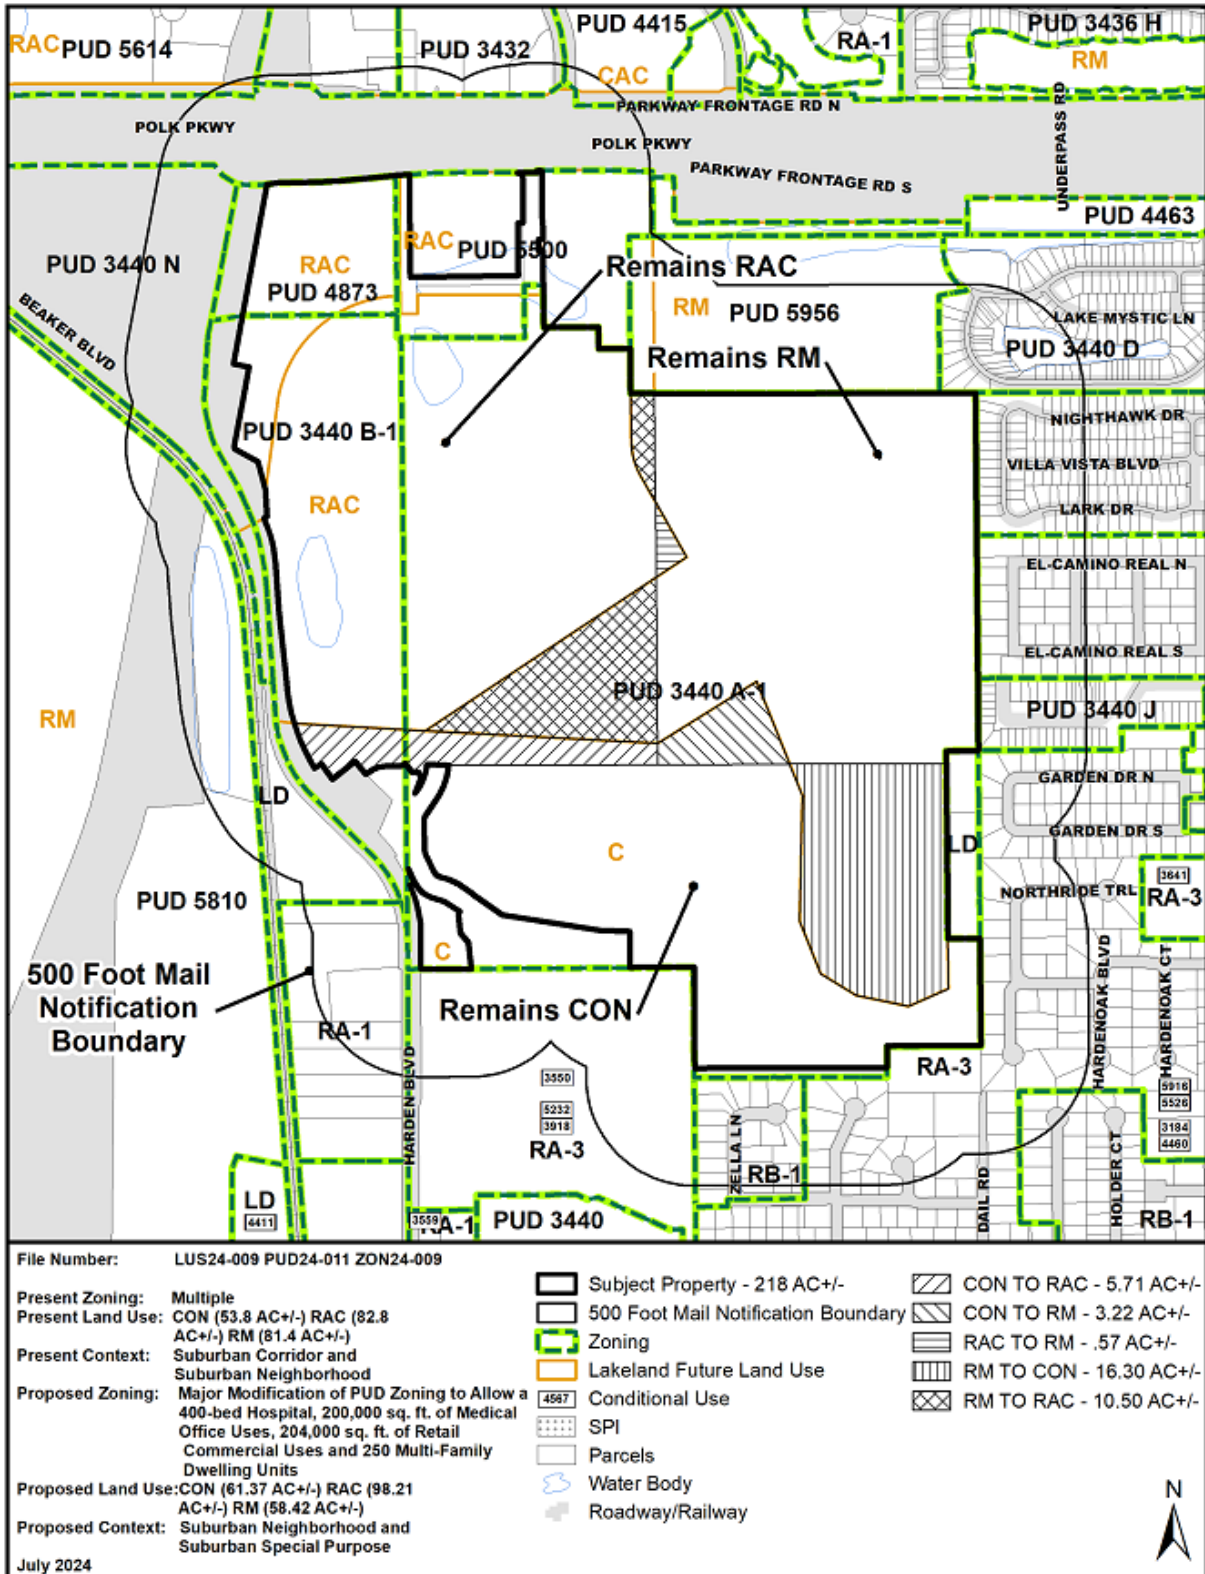 RAC
PUD 5614
PUD 3432
PUD 4415
RA-1
PUD 3436 H
RM
CAC
PARKWAY FRONTAGE RD N
POLK PKWY
POLK PKWY
UNDERPASS RD
PARKWAY FRONTAGE RD S
PUD 4463
PUD 3440 N
RAC
PUD 4873
RAC
PUD 5500
Remains RAC
RM
PUD 5956
LAKE MYSTIC LN
PUD 3440 D
BEAKER BLVD
Remains RM
NIGHTHAWK DR
PUD 3440 B-1
VILLA VISTA BLVD
RAC
LARK DR
EL-CAMINO REAL N
EL-CAMINO REAL S
RM
PUD 3440 A-1
PUD 3440 J
GARDEN DR N
LD
GARDEN DR S
C
LD
3641
NORTHRIDE TRL
RA-3
PUD 5810
C
500 Foot Mail
Notification
Boundary
Remains CON
RA-1
HARDEN BLVD
HARDENOAK BLVD
HARDENOAK CT
RA-3
3550
5232
3918
RA-3
5916
5526
3184
4460
ZELLA LN
RB-1
DAIL RD
HOLDER CT
LD
4411
3559
RA-1
PUD 3440
RB-1
File Number: LUS24-009 PUD24-011 ZON24-009
Present Zoning: Multiple
Present Land Use: CON (53.8 AC+/-) RAC (82.8
AC+/-) RM (81.4 AC+/-)
Present Context: Suburban Corridor and
Suburban Neighborhood
Proposed Zoning: Major Modification of PUD Zoning to Allow a
400-bed Hospital, 200,000 sq. ft. of Medical
Office Uses, 204,000 sq. ft. of Retail
Commercial Uses and 250 Multi-Family
Dwelling Units
Proposed Land Use:CON (61.37 AC+/-) RAC (98.21
AC+/-) RM (58.42 AC+/-)
Proposed Context: Suburban Neighborhood and
Suburban Special Purpose
July 2024
Subject Property - 218 AC+/-
500 Foot Mail Notification Boundary
Zoning
Lakeland Future Land Use
4567 Conditional Use
SPI
Parcels
Water Body
Roadway/Railway
CON TO RAC - 5.71 AC+/-
CON TO RM - 3.22 AC+/-
RAC TO RM - .57 AC+/-
RM TO CON - 16.30 AC+/-
RM TO RAC - 10.50 AC+/-
N